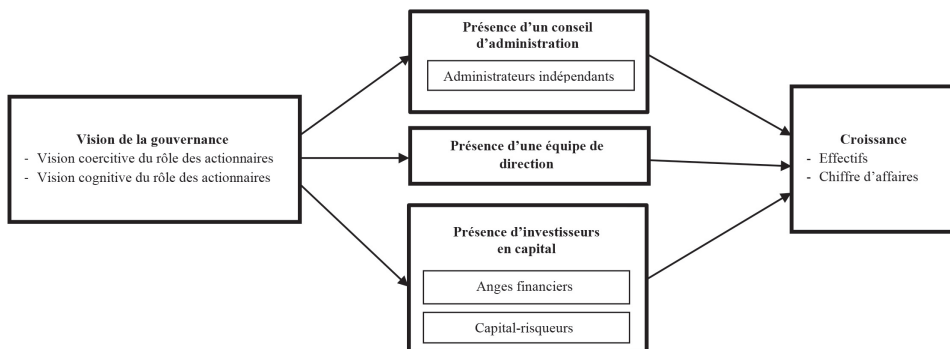 Vision de la gouvernance
- Vision coercitive du rôle des actionnaires
- Vision cognitive du rôle des actionnaires
Présence d’un conseil
d’administration
Administrateurs indépendants
Présence d’une équipe de
direction
Présence d’investisseurs
en capital
Anges financiers
Capital-risqueurs
Croissance
- Effectifs
- Chiffre d’affaires